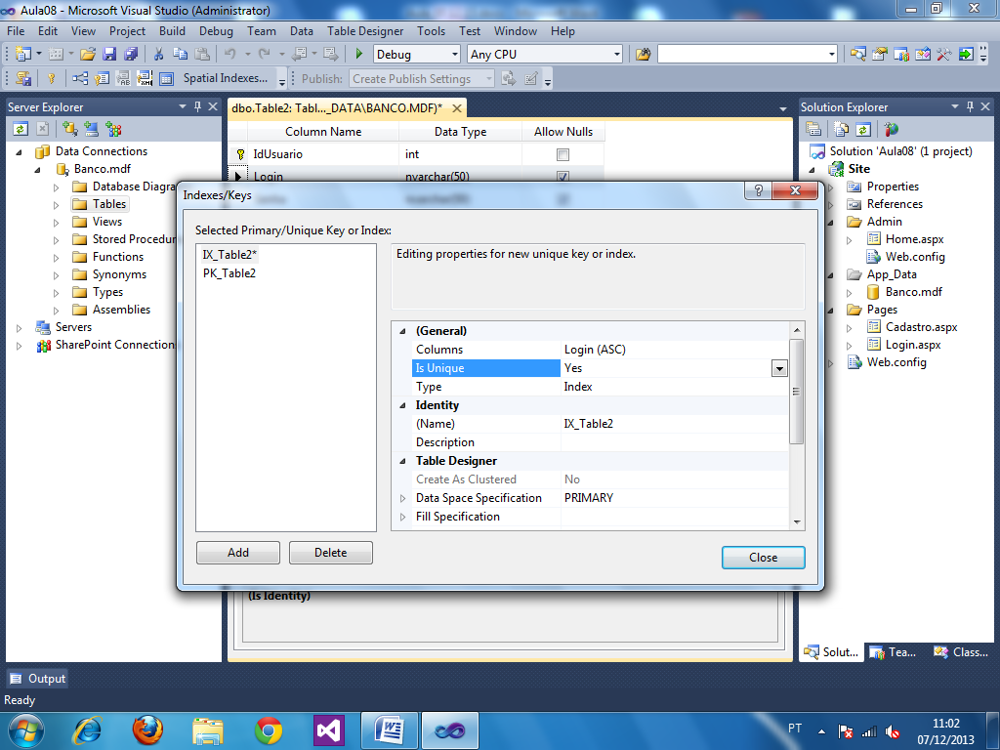 Aula08 - Microsoft Visual Studio (Administrator)
File Edit View Project Build Debug Team Data Table Designer Tools Test Window Help
Debug Any CPU
Spatial Indexes... Publish: Create Publish Settings
Server Explorer
Data Connections
Banco.mdf
Database Diagra
Tables
Views
Stored Procedur
Functions
Synonyms
Types
Assemblies
Servers
SharePoint Connection
dbo.Table2: Tabl..._DATA\BANCO.MDF)*
Column Name Data Type Allow Nulls
IdUsuario int
Login nvarchar(50)
Indexes/Keys
Selected Primary/Unique Key or Index:
IX_Table2*
PK_Table2
Editing properties for new unique key or index.
(General)
Columns Login (ASC)
Is Unique Yes
Type Index
Identity
(Name) IX_Table2
Description
Table Designer
Create As Clustered No
Data Space Specification PRIMARY
Fill Specification
Add Delete Close
(Is Identity)
Solution Explorer
Solution 'Aula08' (1 project)
Site
Properties
References
Admin
Home.aspx
Web.config
App_Data
Banco.mdf
Pages
Cadastro.aspx
Login.aspx
Web.config
Solut... Tea... Class...
Output
Ready
PT
11:02
07/12/2013